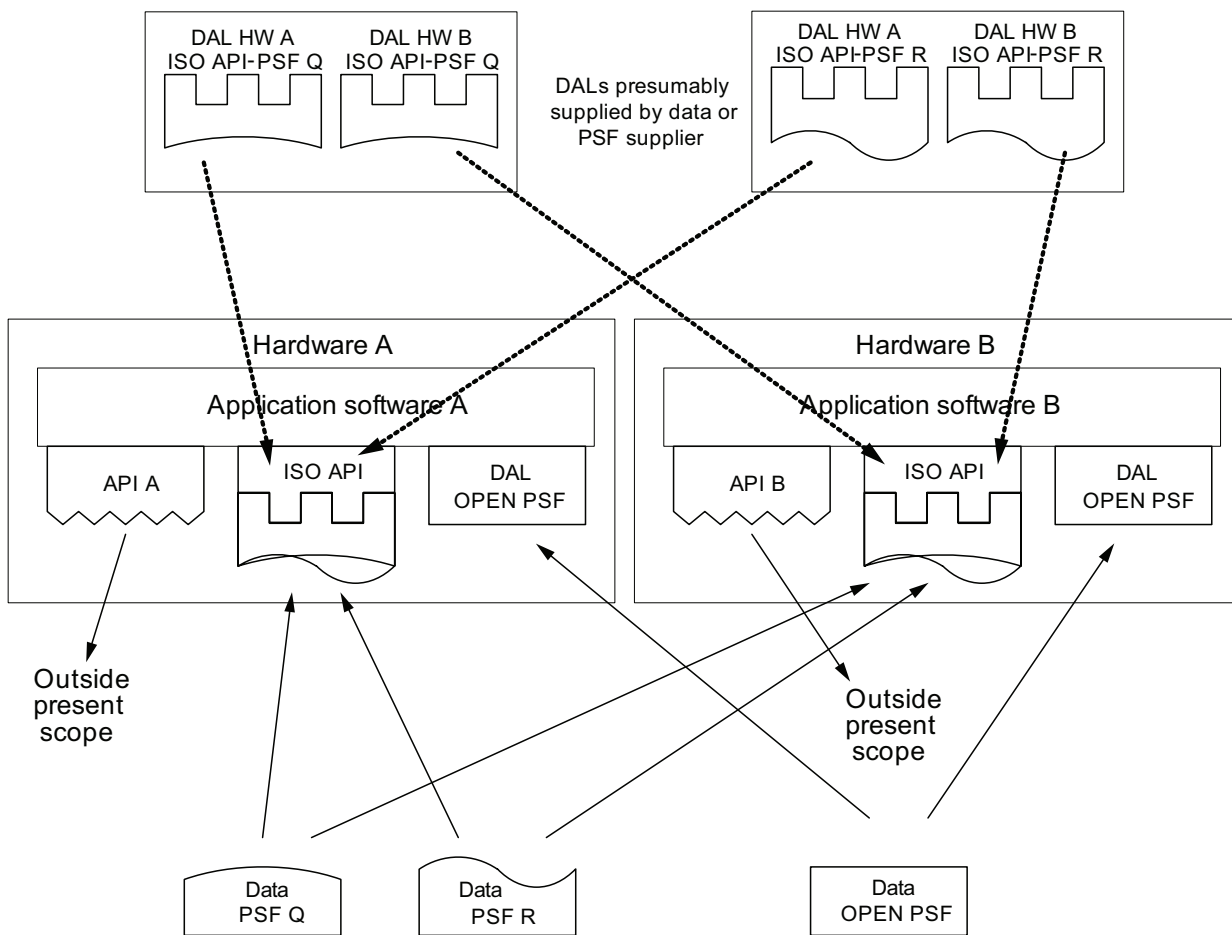 DAL HW A
ISO API-PSF Q
DAL HW B
ISO API-PSF Q
DALs presumably
supplied by data or
PSF supplier
DAL HW A
ISO API-PSF R
DAL HW B
ISO API-PSF R
Hardware A
Application software A
API A
ISO API
DAL
OPEN PSF
Hardware B
Application software B
API B
ISO API
DAL
OPEN PSF
Outside
present
scope
Outside
present
scope
Data
PSF Q
Data
PSF R
Data
OPEN PSF